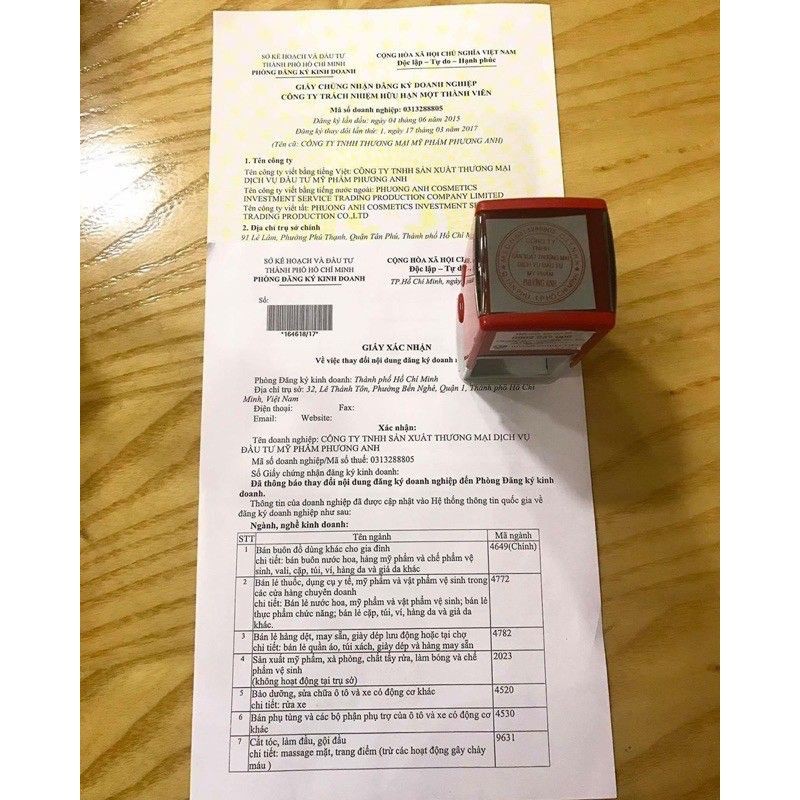 SỞ KẾ HOẠCH VÀ ĐẦU TƯ
THÀNH PHỐ HỒ CHÍ MINH
PHÒNG ĐĂNG KÝ KINH DOANH
CỘNG HÒA XÃ HỘI CHỦ NGHĨA VIỆT NAM
Độc lập – Tự do – Hạnh phúc
GIẤY CHỨNG NHẬN ĐĂNG KÝ DOANH NGHIỆP
CÔNG TY TRÁCH NHIỆM HỮU HẠN MỘT THÀNH VIÊN
Mã số doanh nghiệp: 0313288805
Đăng ký lần đầu: ngày 04 tháng 06 năm 2015
Đăng ký thay đổi lần thứ: 1, ngày 17 tháng 03 năm 2017
(Tên cũ: CÔNG TY TNHH THƯƠNG MẠI MỸ PHẨM PHƯƠNG ANH)
1. Tên công ty
Tên công ty viết bằng tiếng Việt: CÔNG TY TNHH SẢN XUẤT THƯƠNG MẠI
DỊCH VỤ ĐẦU TƯ MỸ PHẨM PHƯƠNG ANH
Tên công ty viết bằng tiếng nước ngoài: PHUONG ANH COSMETICS
INVESTMENT SERVICE TRADING PRODUCTION COMPANY LIMITED
Tên công ty viết tắt: PHUONG ANH COSMETICS INVESTMENT SE
TRADING PRODUCTION CO.,LTD
2. Địa chỉ trụ sở chính
91 Lê Lâm, Phường Phú Thạnh, Quận Tân Phú, Thành phố Hồ Chí M
CÔNG TY
TNHH
SẢN XUẤT THƯƠNG MẠI
DỊCH VỤ ĐẦU TƯ
MỸ PHẨM
PHƯƠNG ANH
SỞ KẾ HOẠCH VÀ ĐẦU TƯ
THÀNH PHỐ HỒ CHÍ MINH
PHÒNG ĐĂNG KÝ KINH DOANH
CỘNG HÒA XÃ
Độc lập – Tự d
TP.Hồ Chí Minh,
Số:
*164618/17*
GIẤY XÁC NHẬN
Về việc thay đổi nội dung đăng ký doanh
Phòng Đăng ký kinh doanh: Thành phố Hồ Chí Minh
Địa chỉ trụ sở: 32, Lê Thánh Tôn, Phường Bến Nghé, Quận 1, Thành phố Hồ Chí
Minh, Việt Nam
Điện thoại: Fax:
Email: Website:
Xác nhận:
Tên doanh nghiệp: CÔNG TY TNHH SẢN XUẤT THƯƠNG MẠI DỊCH VỤ
ĐẦU TƯ MỸ PHẨM PHƯƠNG ANH
Mã số doanh nghiệp/Mã số thuế: 0313288805
Số Giấy chứng nhận đăng ký kinh doanh:
Đã thông báo thay đổi nội dung đăng ký doanh nghiệp đến Phòng Đăng ký kinh
doanh.
Thông tin của doanh nghiệp đã được cập nhật vào Hệ thống thông tin quốc gia về
đăng ký doanh nghiệp như sau:
Ngành, nghề kinh doanh:
STT Tên ngành Mã ngành
1 Bán buôn đồ dùng khác cho gia đình 4649(Chính)
chi tiết: bán buôn nước hoa, hàng mỹ phẩm và chế phẩm vệ
sinh, vali, cặp, túi, ví, hàng da và giả da khác
2 Bán lẻ thuốc, dụng cụ y tế, mỹ phẩm và vật phẩm vệ sinh trong 4772
các cửa hàng chuyên doanh
chi tiết: Bán lẻ nước hoa, mỹ phẩm và vật phẩm vệ sinh; bán lẻ
thực phẩm chức năng; bán lẻ cặp, túi, ví, hàng da và giả da
khác.
3 Bán lẻ hàng dệt, may sẵn, giày dép lưu động hoặc tại chợ 4782
chi tiết: bán lẻ quần áo, túi xách, giày dép và hàng may sẵn
4 Sản xuất mỹ phẩm, xà phòng, chất tẩy rửa, làm bóng và chế 2023
phẩm vệ sinh
(không hoạt động tại trụ sở)
5 Bảo dưỡng, sửa chữa ô tô và xe có động cơ khác 4520
chi tiết: rửa xe
6 Bán phụ tùng và các bộ phận phụ trợ của ô tô và xe có động cơ 4530
khác
7 Cắt tóc, làm đầu, gội đầu 9631
chi tiết: massage mặt, trang điểm (trừ các hoạt động gây chảy
máu )